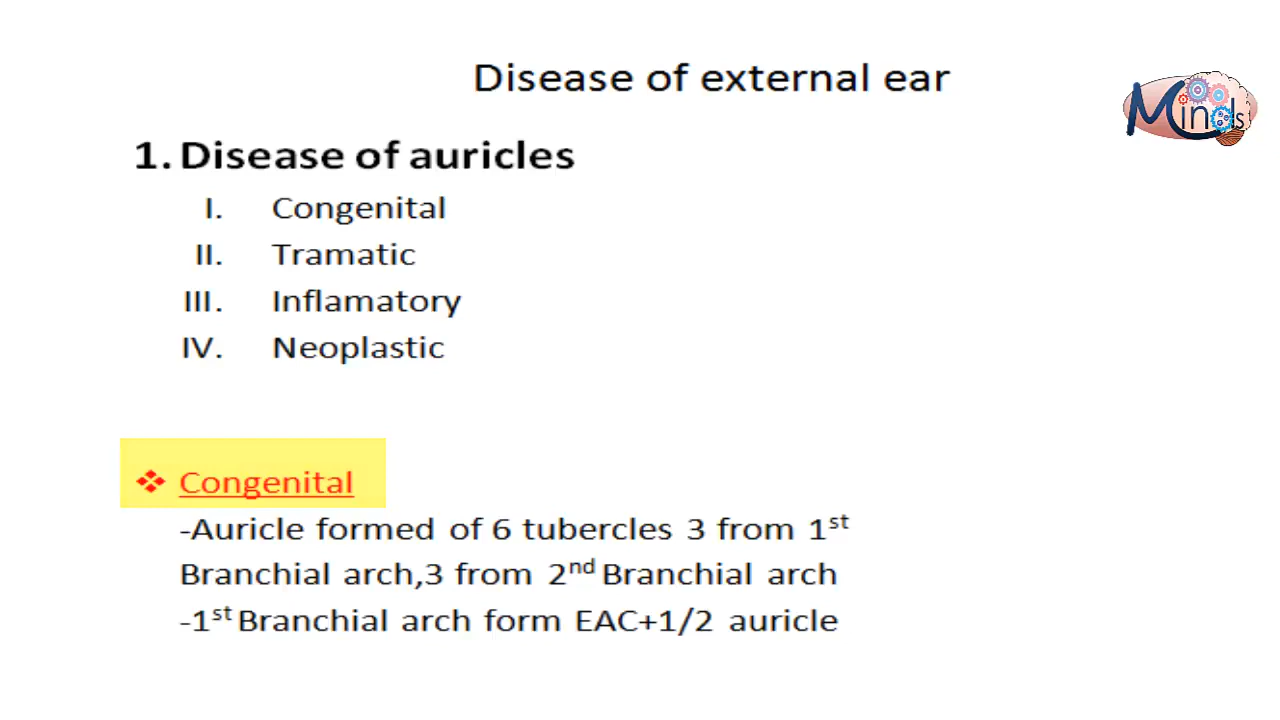 Disease of external ear
Minds
1. Disease of auricles
I. Congenital
II. Tramatic
III. Inflamatory
IV. Neoplastic
❖ Congenital
-Auricle formed of 6 tubercles 3 from 1st
Branchial arch,3 from 2nd Branchial arch
-1st Branchial arch form EAC+1/2 auricle